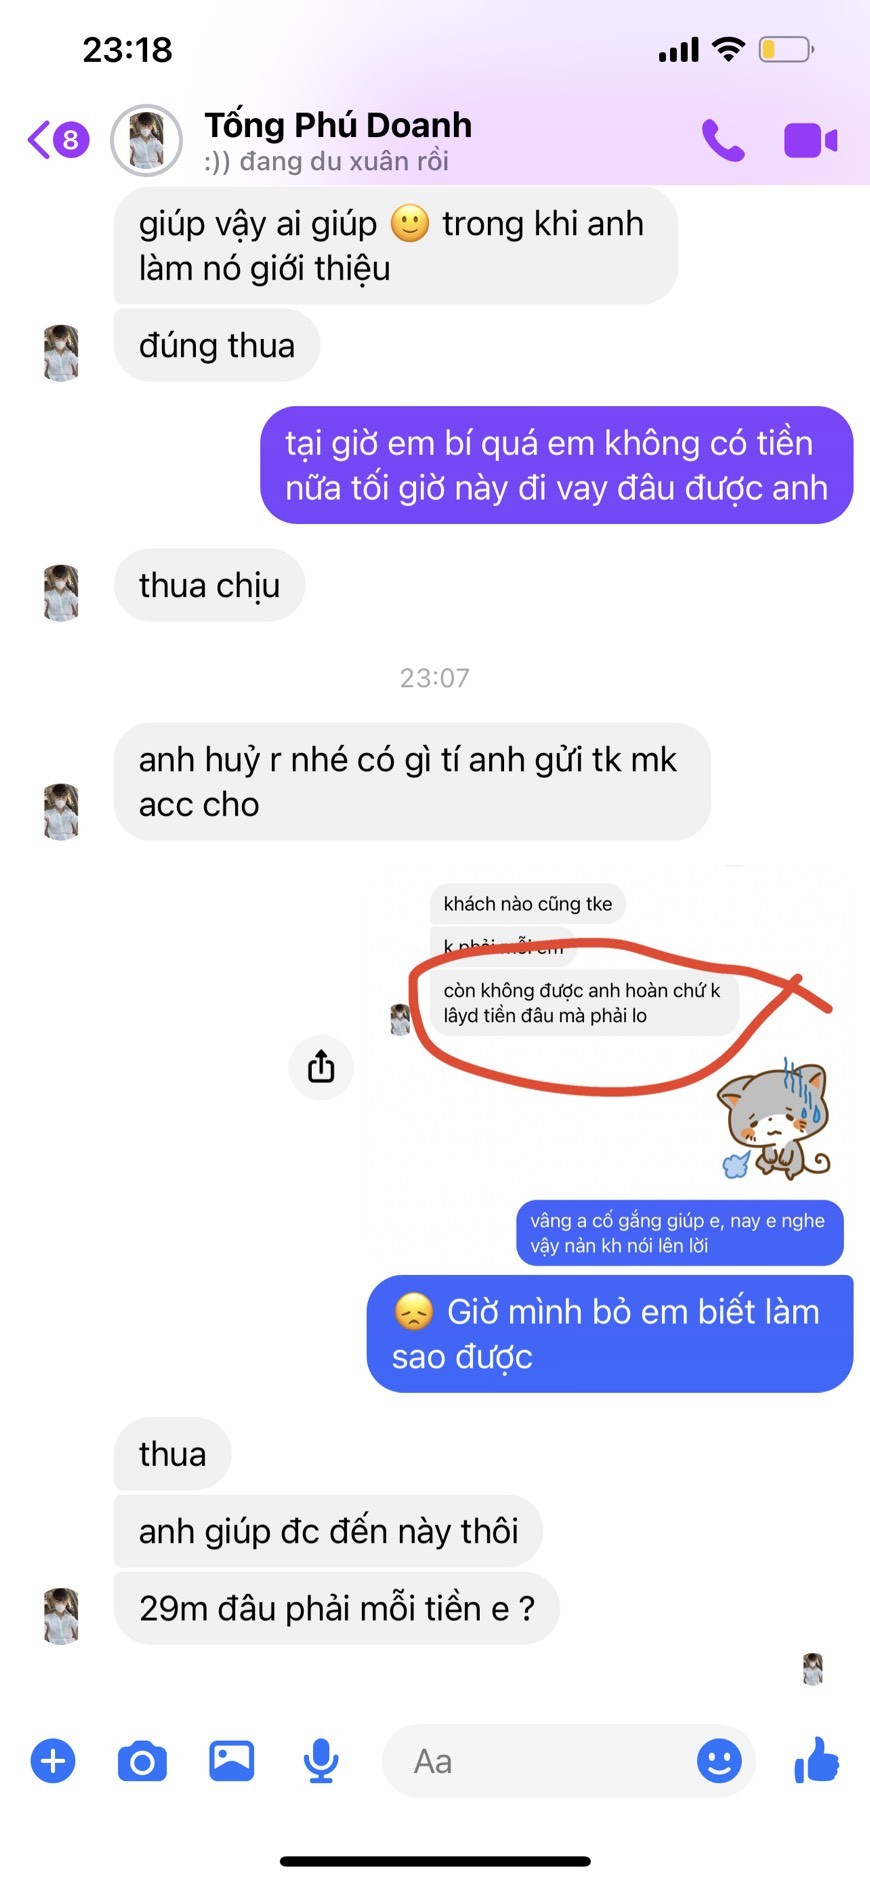 23:18
8
Tống Phú Doanh
:)) đang du xuân rồi
giúp vậy ai giúp 🙂 trong khi anh
làm nó giới thiệu
đúng thua
tại giờ em bí quá em không có tiền
nữa tối giờ này đi vay đâu được anh
thua chịu
23:07
anh huỷ r nhé có gì tí anh gửi tk mk
acc cho
khách nào cũng tke
k phải mỗi em
còn không được anh hoàn chứ k
lâyd tiền đâu mà phải lo
vâng a cố gắng giúp e, nay e nghe
vậy nản kh nói lên lời
😞 Giờ mình bỏ em biết làm
sao được
thua
anh giúp đc đến này thôi
29m đâu phải mỗi tiền e ?
Aa